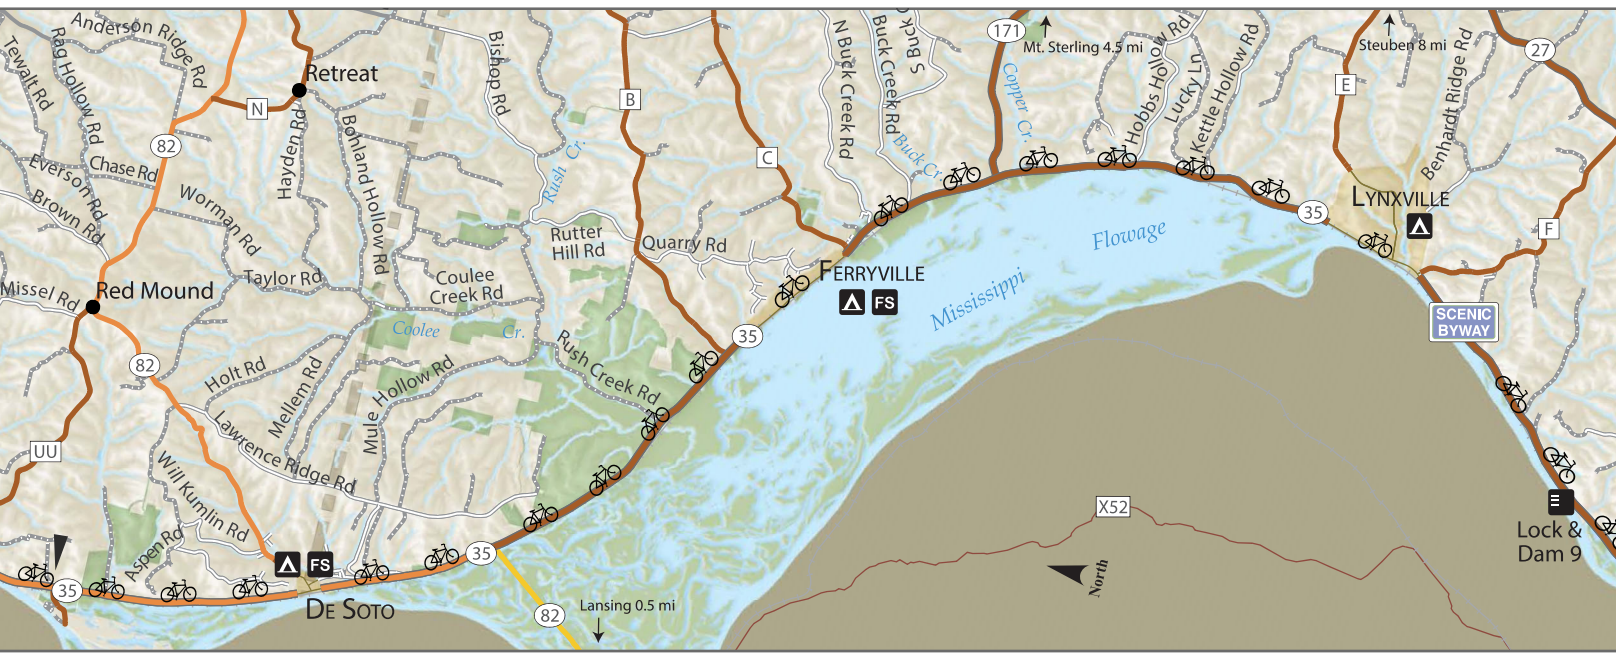 Anderson Ridge Rd
Tewalt Rd
Rag Hollow Rd
Retreat
N
82
Hayden Rd
Bohland Hollow Rd
Bishop Rd
B
Rush Cr.
C
N Buck Creek Rd
Buck Creek Rd
S Buck C
Buck Cr.
171
Mt. Sterling 4.5 mi
Copper Cr.
Hobbs Hollow Rd
Lucky Ln
Kettle Hollow Rd
Steuben 8 mi
E
Benhardt Ridge Rd
27
Chase Rd
Everson Rd
Brown Rd
Worman Rd
Missel Rd
Red Mound
Taylor Rd
Coulee
Creek Rd
Coolee
Cr.
Rutter
Hill Rd
Quarry Rd
FERRYVILLE
FS
35
Mississippi
Flowage
35
LYNXVILLE
F
SCENIC
BYWAY
82
Holt Rd
Mellem Rd
Mule Hollow Rd
Rush Creek Rd
UU
Lawrence Ridge Rd
Will Kumlin Rd
Aspen Rd
FS
35
DE SOTO
35
82
Lansing 0.5 mi
X52
North
Lock &
Dam 9